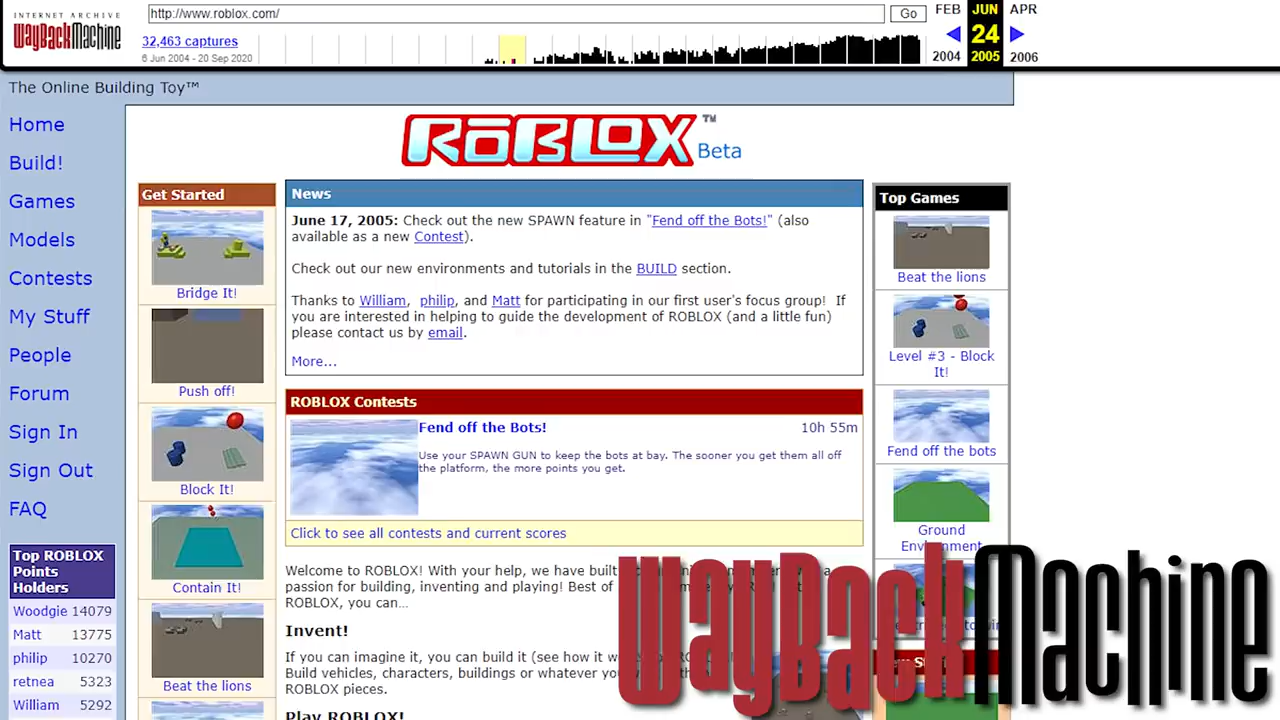 INTERNET ARCHIVE
WayBackMachine
http://www.roblox.com/
Go
FEB JUN APR
32,463 captures
24
6 Jun 2004 - 20 Sep 2020
2004 2005 2006
The Online Building Toy™
Home
Build!
Games
Models
Contests
My Stuff
People
Forum
Sign In
Sign Out
FAQ
Top ROBLOX
Points
Holders
Woodgie 14079
Matt 13775
philip 10270
retnea 5323
William 5292
ROBLOX™ Beta
Get Started
Bridge It!
Push off!
Block It!
Contain It!
Beat the lions
News
June 17, 2005: Check out the new SPAWN feature in "Fend off the Bots!" (also
available as a new Contest).
Check out our new environments and tutorials in the BUILD section.
Thanks to William, philip, and Matt for participating in our first user's focus group! If
you are interested in helping to guide the development of ROBLOX (and a little fun)
please contact us by email.
More...
ROBLOX Contests
Fend off the Bots! 10h 55m
Use your SPAWN GUN to keep the bots at bay. The sooner you get them all off
the platform, the more points you get.
Click to see all contests and current scores
Welcome to ROBLOX! With your help, we have built
passion for building, inventing and playing! Best of
ROBLOX, you can...
Invent!
If you can imagine it, you can build it (see how it
Build vehicles, characters, buildings or whatever
ROBLOX pieces.
Play ROBLOX!
Top Games
Beat the lions
Level #3 - Block
It!
Fend off the bots
Ground
Environment
WayBackMachine